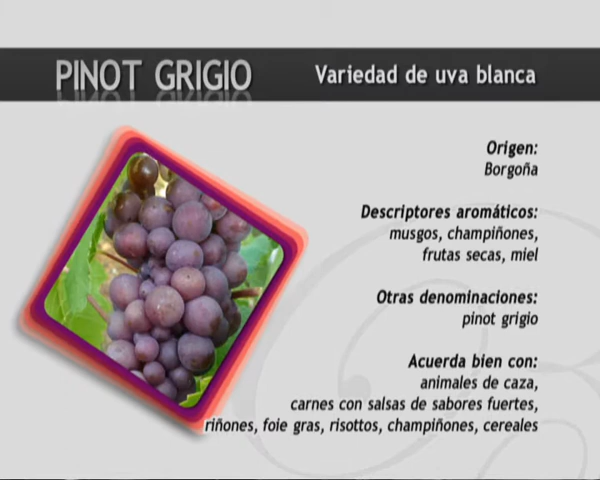 PINOT GRIGIO
Variedad de uva blanca
Origen:
Borgoña
Descriptores aromáticos:
musgos, champiñones,
frutas secas, miel
Otras denominaciones:
pinot grigio
Acuerda bien con:
animales de caza,
carnes con salsas de sabores fuertes,
riñones, foie gras, risottos, champiñones, cereales